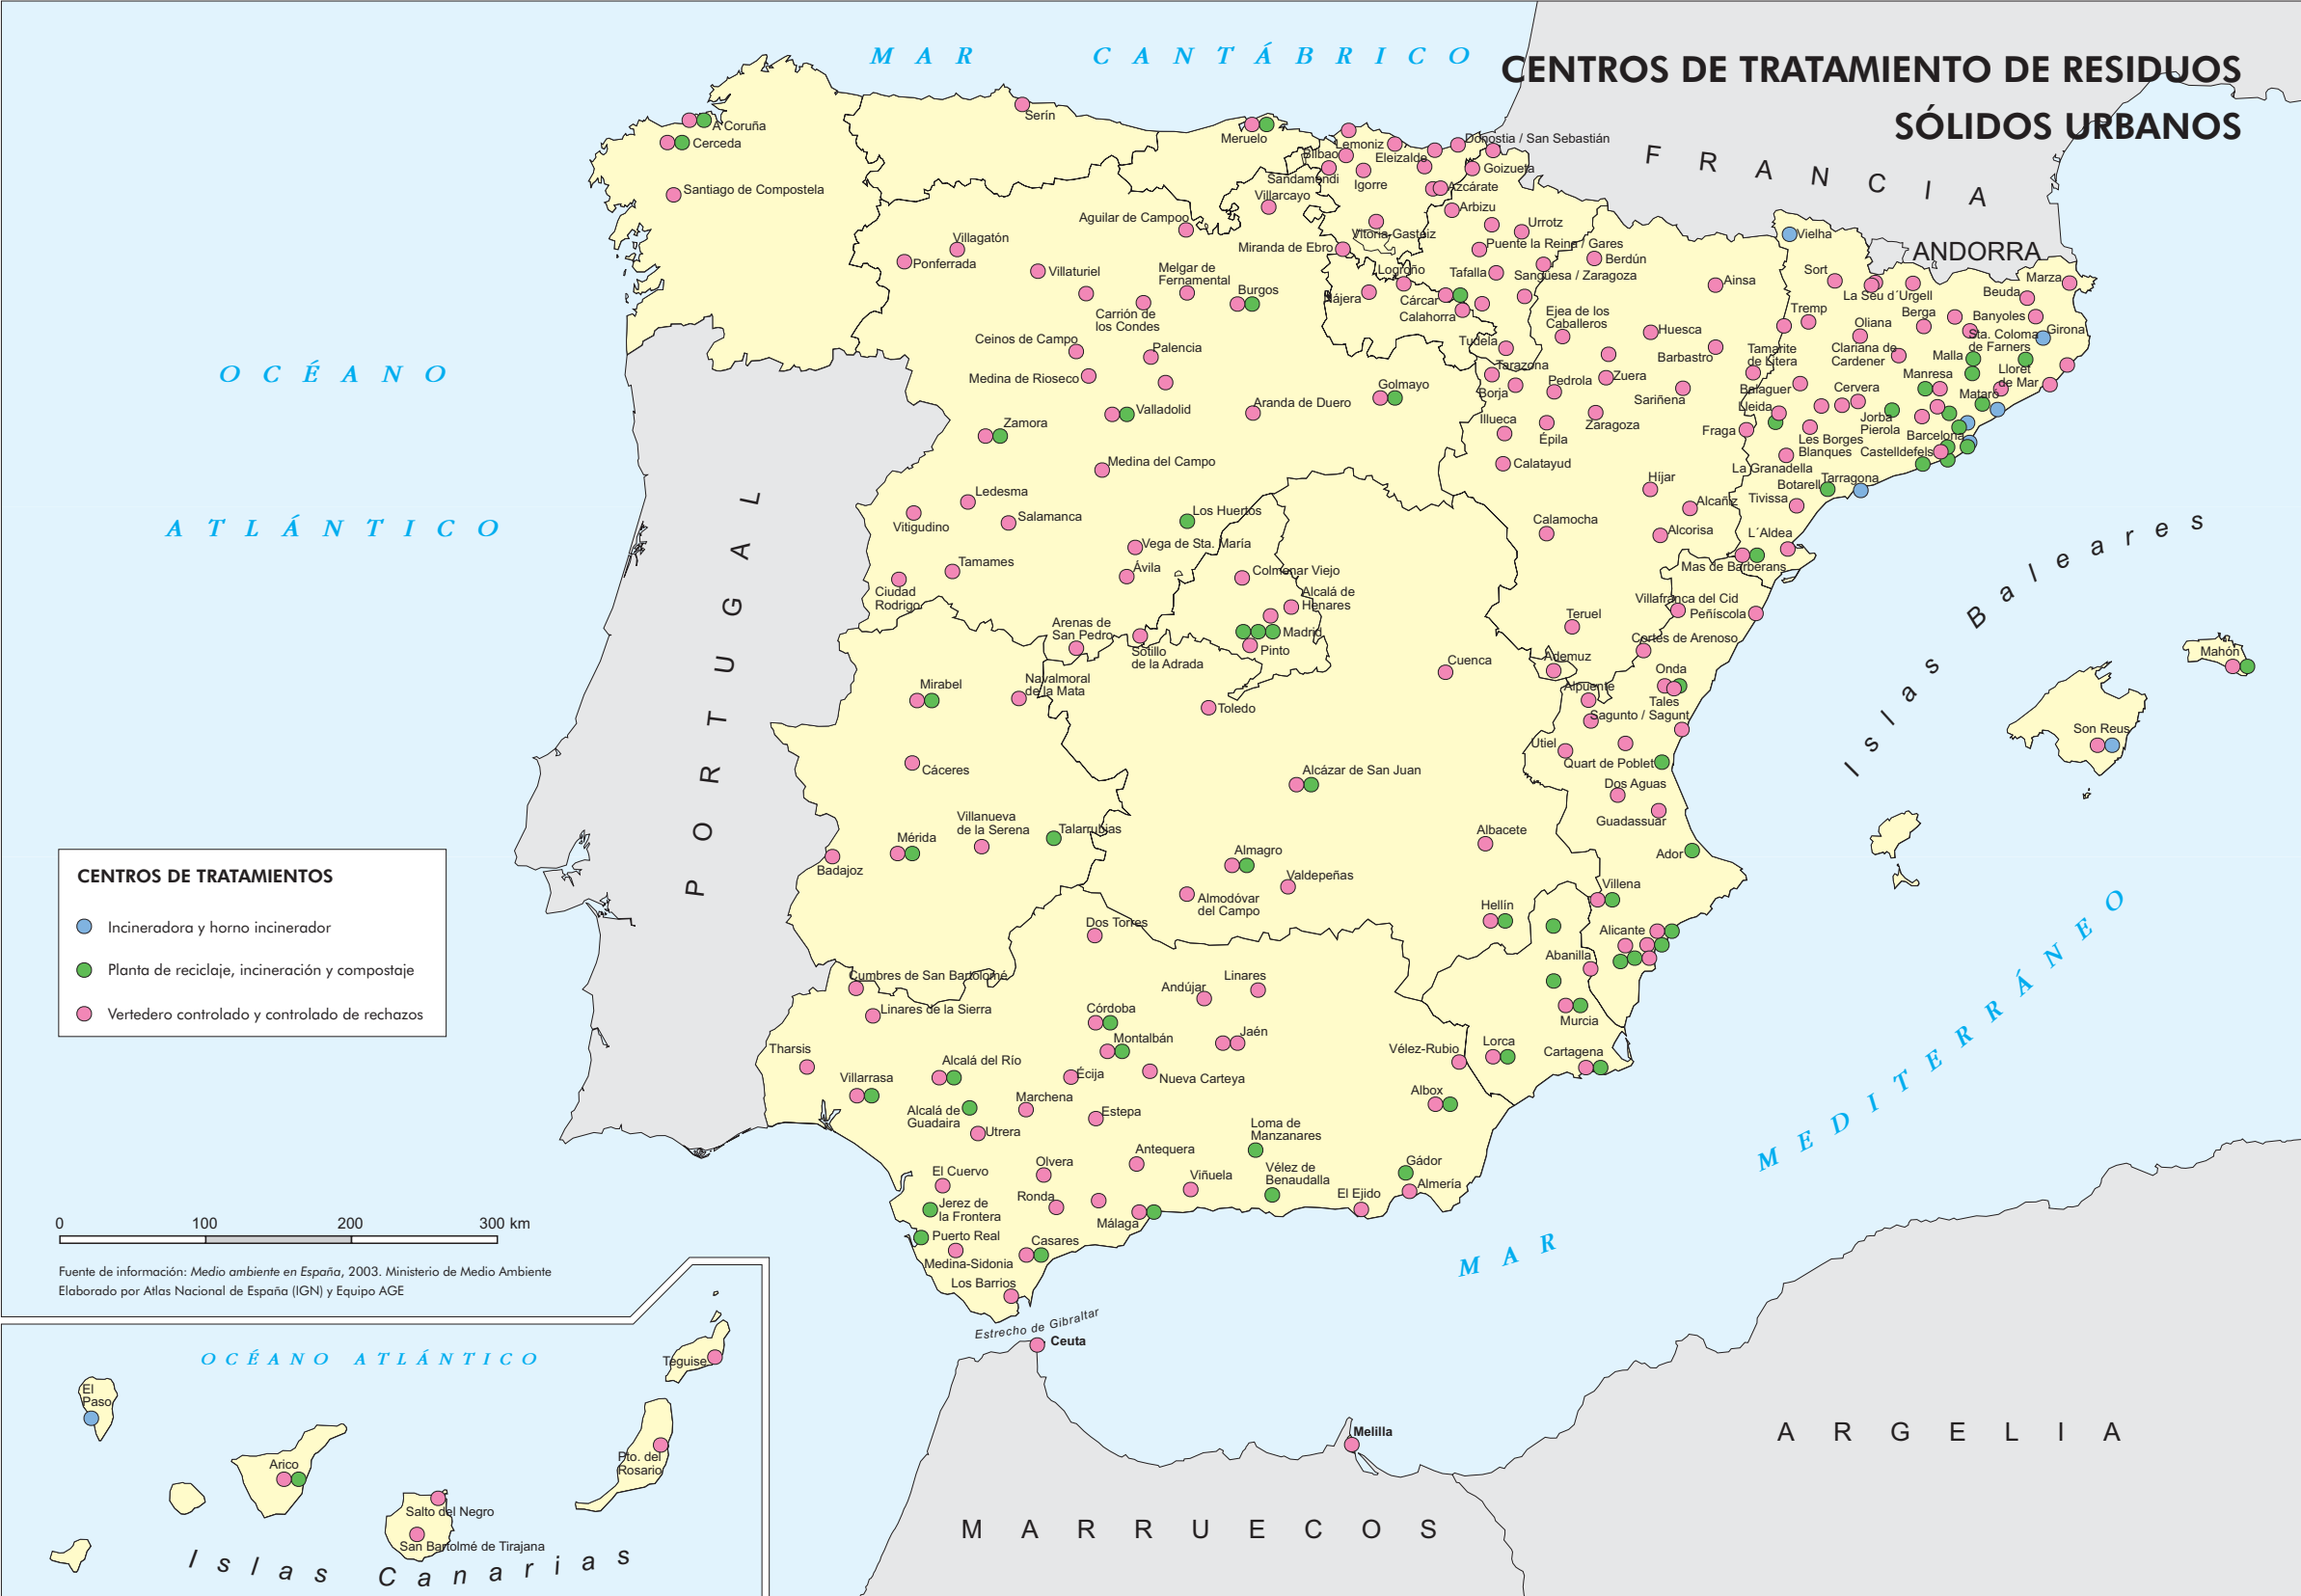 MAR CANTÁBRICO
CENTROS DE TRATAMIENTO DE RESIDUOS
SÓLIDOS URBANOS
FRANCIA
ANDORRA
OCÉANO
ATLÁNTICO
PORTUGAL
Islas Baleares
MAR MEDITERRÁNEO
ARGELIA
MARRUECOS
Estrecho de Gibraltar
Ceuta
Melilla
A Coruña
Cerceda
Santiago de Compostela
Serín
Meruelo
Lemoniz
Bilbao
Eleizalde
Donostia / San Sebastián
Goizueta
Sandamendi
Igorre
Azcárate
Villarcayo
Arbizu
Aguilar de Campoo
Vitoria-Gasteiz
Urrotz
Miranda de Ebro
Puente la Reina / Gares
Villagatón
Ponferrada
Villaturiel
Melgar de
Fernamental
Burgos
Logroño
Tafalla
Sangüesa / Zaragoza
Berdún
Nájera
Cárcar
Calahorra
Carrión de
los Condes
Ceinos de Campo
Palencia
Medina de Rioseco
Valladolid
Zamora
Aranda de Duero
Golmayo
Medina del Campo
Ledesma
Vitigudino
Salamanca
Tamames
Ciudad
Rodrigo
Los Huertos
Vega de Sta. María
Ávila
Arenas de
San Pedro
Sotillo
de la Adrada
Colmenar Viejo
Alcalá de
Henares
Madrid
Pinto
Ainsa
Ejea de los
Caballeros
Huesca
Barbastro
Tudela
Tarazona
Borja
Pedrola
Zuera
Sariñena
Illueca
Épila
Zaragoza
Fraga
Calatayud
Híjar
Alcañiz
Calamocha
Alcorisa
Teruel
Vielha
Sort
La Seu d´Urgell
Marza
Beuda
Tremp
Oliana
Berga
Banyoles
Girona
Sta. Coloma
de Farners
Tamarite
de Litera
Clariana de
Cardener
Malla
Lloret
de Mar
Balaguer
Cervera
Manresa
Mataró
Lleida
Jorba
Pierola
Barcelona
Les Borges
Blanques
Castelldefels
La Granadella
Botarell
Tarragona
Tivissa
L´Aldea
Mas de Barberans
Villafranca del Cid
Peñíscola
Cortes de Arenoso
Ademuz
Onda
Tales
Alpuente
Sagunto / Sagunt
Utiel
Quart de Poblet
Dos Aguas
Guadassuar
Ador
Villena
Alicante
Mahón
Son Reus
Mirabel
Navalmoral
de la Mata
Cáceres
Villanueva
de la Serena
Talarrubias
Mérida
Badajoz
Toledo
Cuenca
Alcázar de San Juan
Albacete
Almagro
Valdepeñas
Almodóvar
del Campo
Hellín
Abanilla
Murcia
Lorca
Cartagena
Dos Torres
Cumbres de San Bartolomé
Linares de la Sierra
Andújar
Linares
Córdoba
Montalbán
Jaén
Tharsis
Villarrasa
Alcalá del Río
Écija
Nueva Carteya
Vélez-Rubio
Albox
Alcalá de
Guadaira
Marchena
Estepa
Utrera
Loma de
Manzanares
Antequera
Olvera
El Cuervo
Viñuela
Vélez de
Benaudalla
Gádor
Almería
El Ejido
Ronda
Jerez de
la Frontera
Málaga
Puerto Real
Casares
Medina-Sidonia
Los Barrios
CENTROS DE TRATAMIENTOS
Incineradora y horno incinerador
Planta de reciclaje, incineración y compostaje
Vertedero controlado y controlado de rechazos
0 100 200 300 km
Fuente de información: Medio ambiente en España, 2003. Ministerio de Medio Ambiente
Elaborado por Atlas Nacional de España (IGN) y Equipo AGE
OCÉANO ATLÁNTICO
Teguise
El
Paso
Pto. del
Rosario
Arico
Salto del Negro
San Bartolmé de Tirajana
Islas Canarias